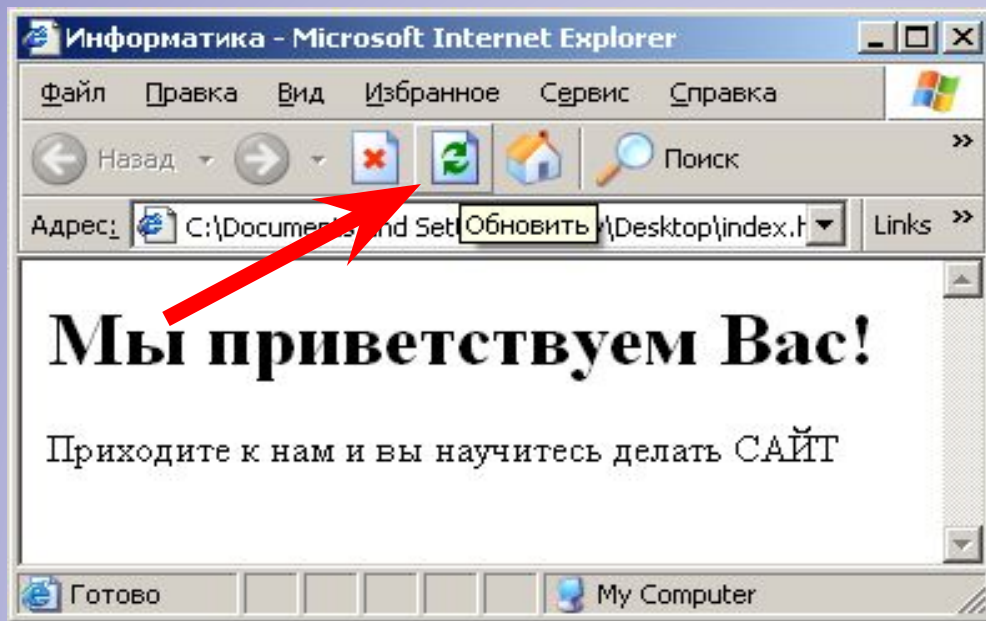 Информатика - Microsoft Internet Explorer
Файл Правка Вид Избранное Сервис Справка
Назад Поиск »
Адрес: C:\Documents and Обновить \Desktop\index.h Links »
Мы приветствуем Вас!
Приходите к нам и вы научитесь делать САЙТ
Готово My Computer